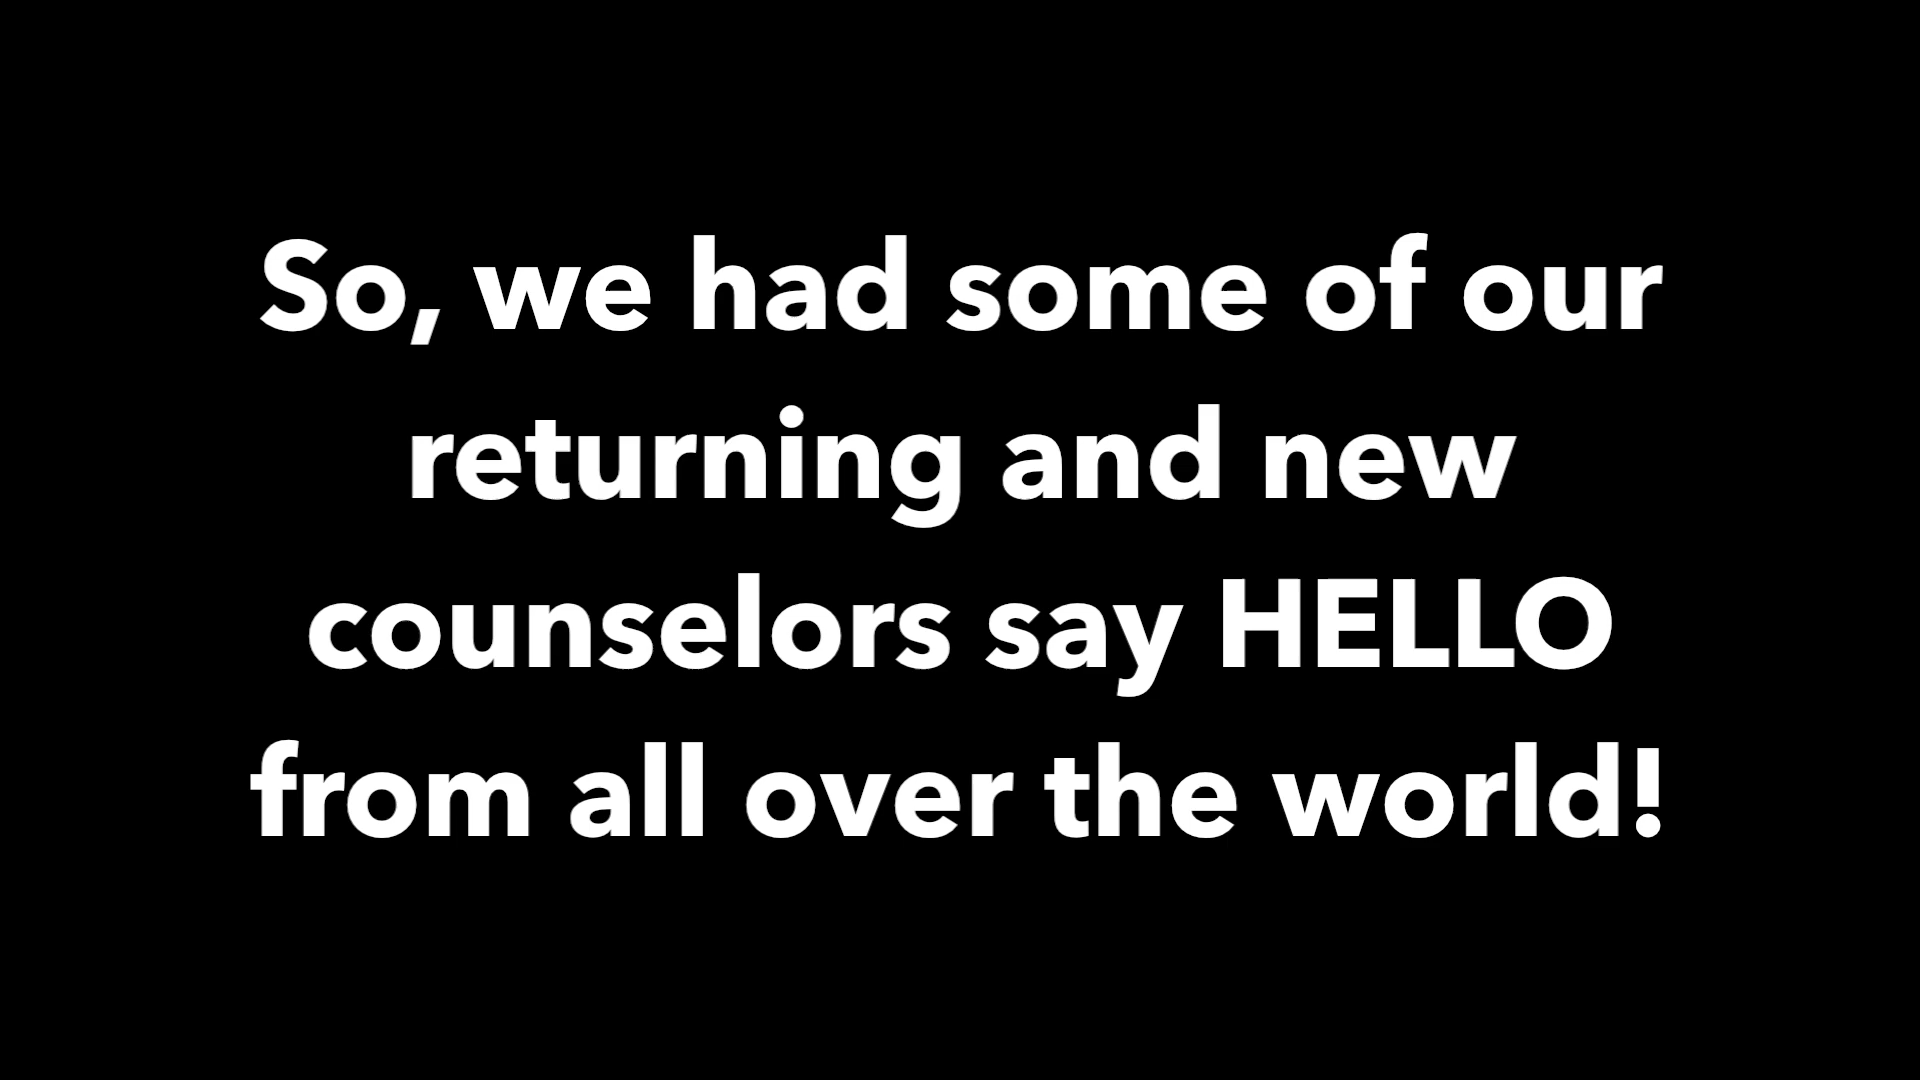 So, we had some of our
returning and new
counselors say HELLO
from all over the world!